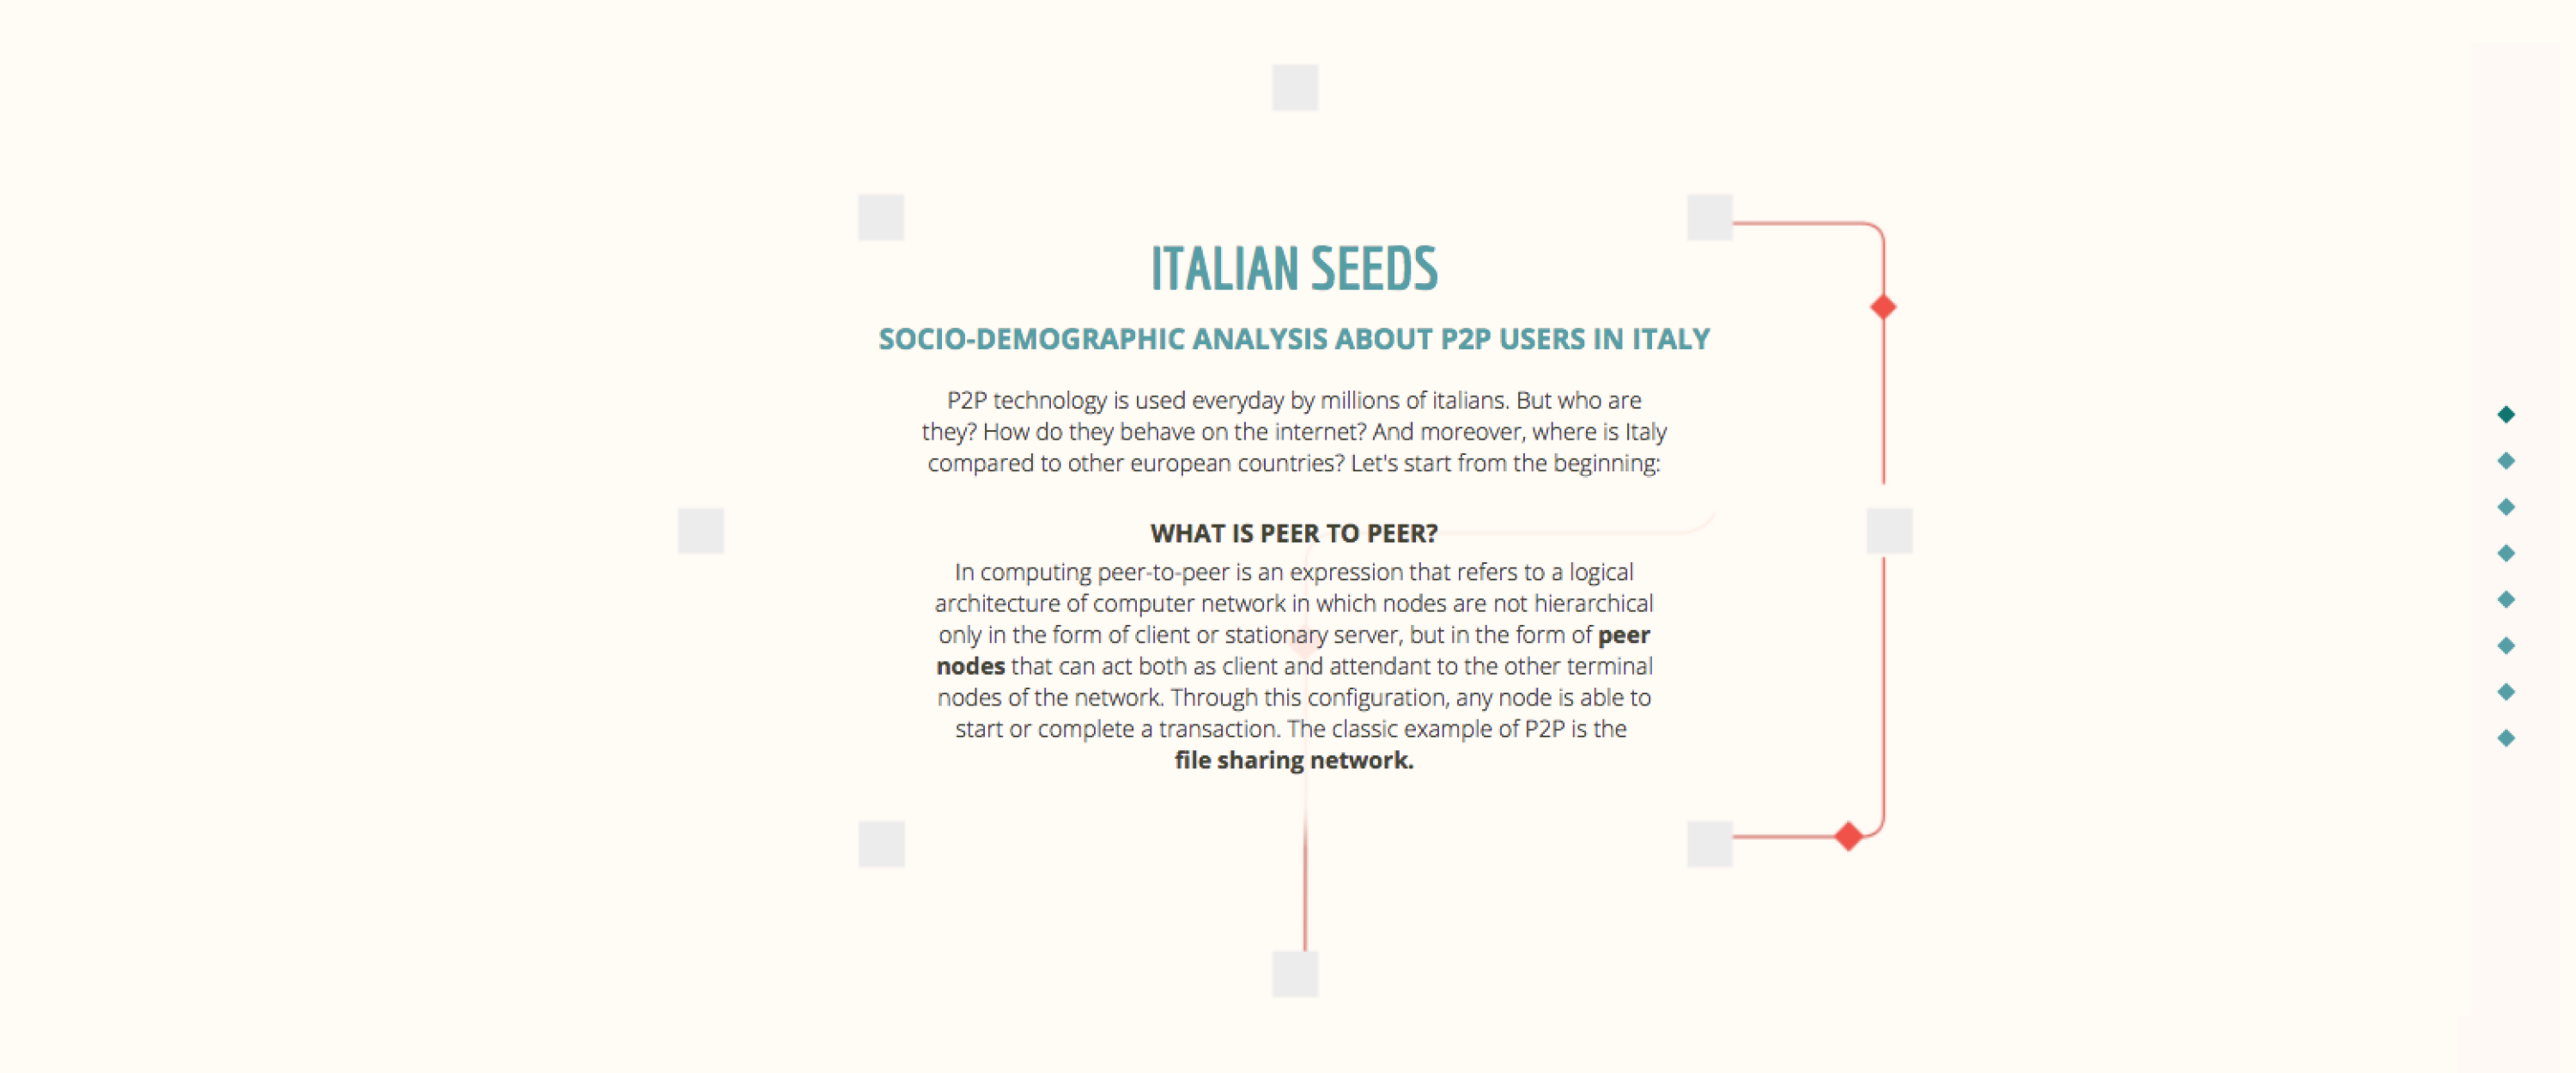 ITALIAN SEEDS
SOCIO-DEMOGRAPHIC ANALYSIS ABOUT P2P USERS IN ITALY
P2P technology is used everyday by millions of italians. But who are
they? How do they behave on the internet? And moreover, where is Italy
compared to other european countries? Let's start from the beginning:
WHAT IS PEER TO PEER?
In computing peer-to-peer is an expression that refers to a logical
architecture of computer network in which nodes are not hierarchical
only in the form of client or stationary server, but in the form of peer
nodes that can act both as client and attendant to the other terminal
nodes of the network. Through this configuration, any node is able to
start or complete a transaction. The classic example of P2P is the
file sharing network.